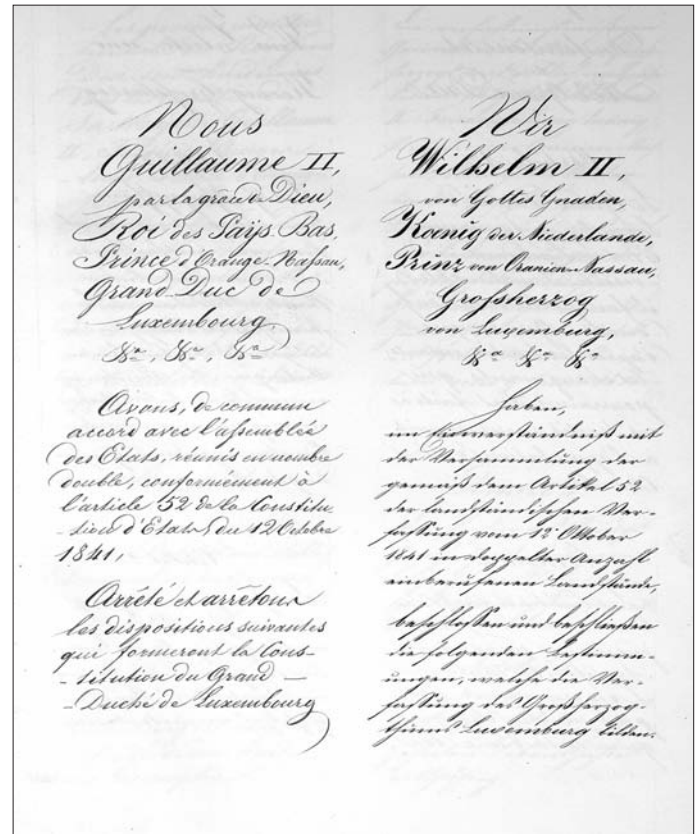 Nous
Guillaume II,
par la grace de Dieu,
Roi des Païjs-Bas,
Prince d'Orange-Nassau,
Grand-Duc de
Luxembourg
&a, &a, &a
Avons, de commun
accord avec l'assemblée
des Etats, réunis en nombre
double, conformément à
l'article 52 de la Constitu-
-tion d'Etats du 12 Octobre
1841,
Arrêté et arrêtons
les dispositions suivantes
qui formeront la Cons-
-titution du Grand-
-Duché de Luxembourg
Wir
Wilhelm II,
von Gottes Gnaden,
Koenig der Niederlande,
Prinz von Oranien-Nassau,
Großherzog
von Luxemburg,
&a &a &a
haben,
im Einverständniß mit
der Versammlung der
gemäß dem Artikel 52
der landständischen Ver-
fassung vom 12. Oktober
1841 in doppelter Anzahl
einberufenen Landstände,
beschlossen und beschließen
die folgenden Bestimm-
ungen, welche die Ver-
fassung des Großherzog-
thums Luxemburg bilden.